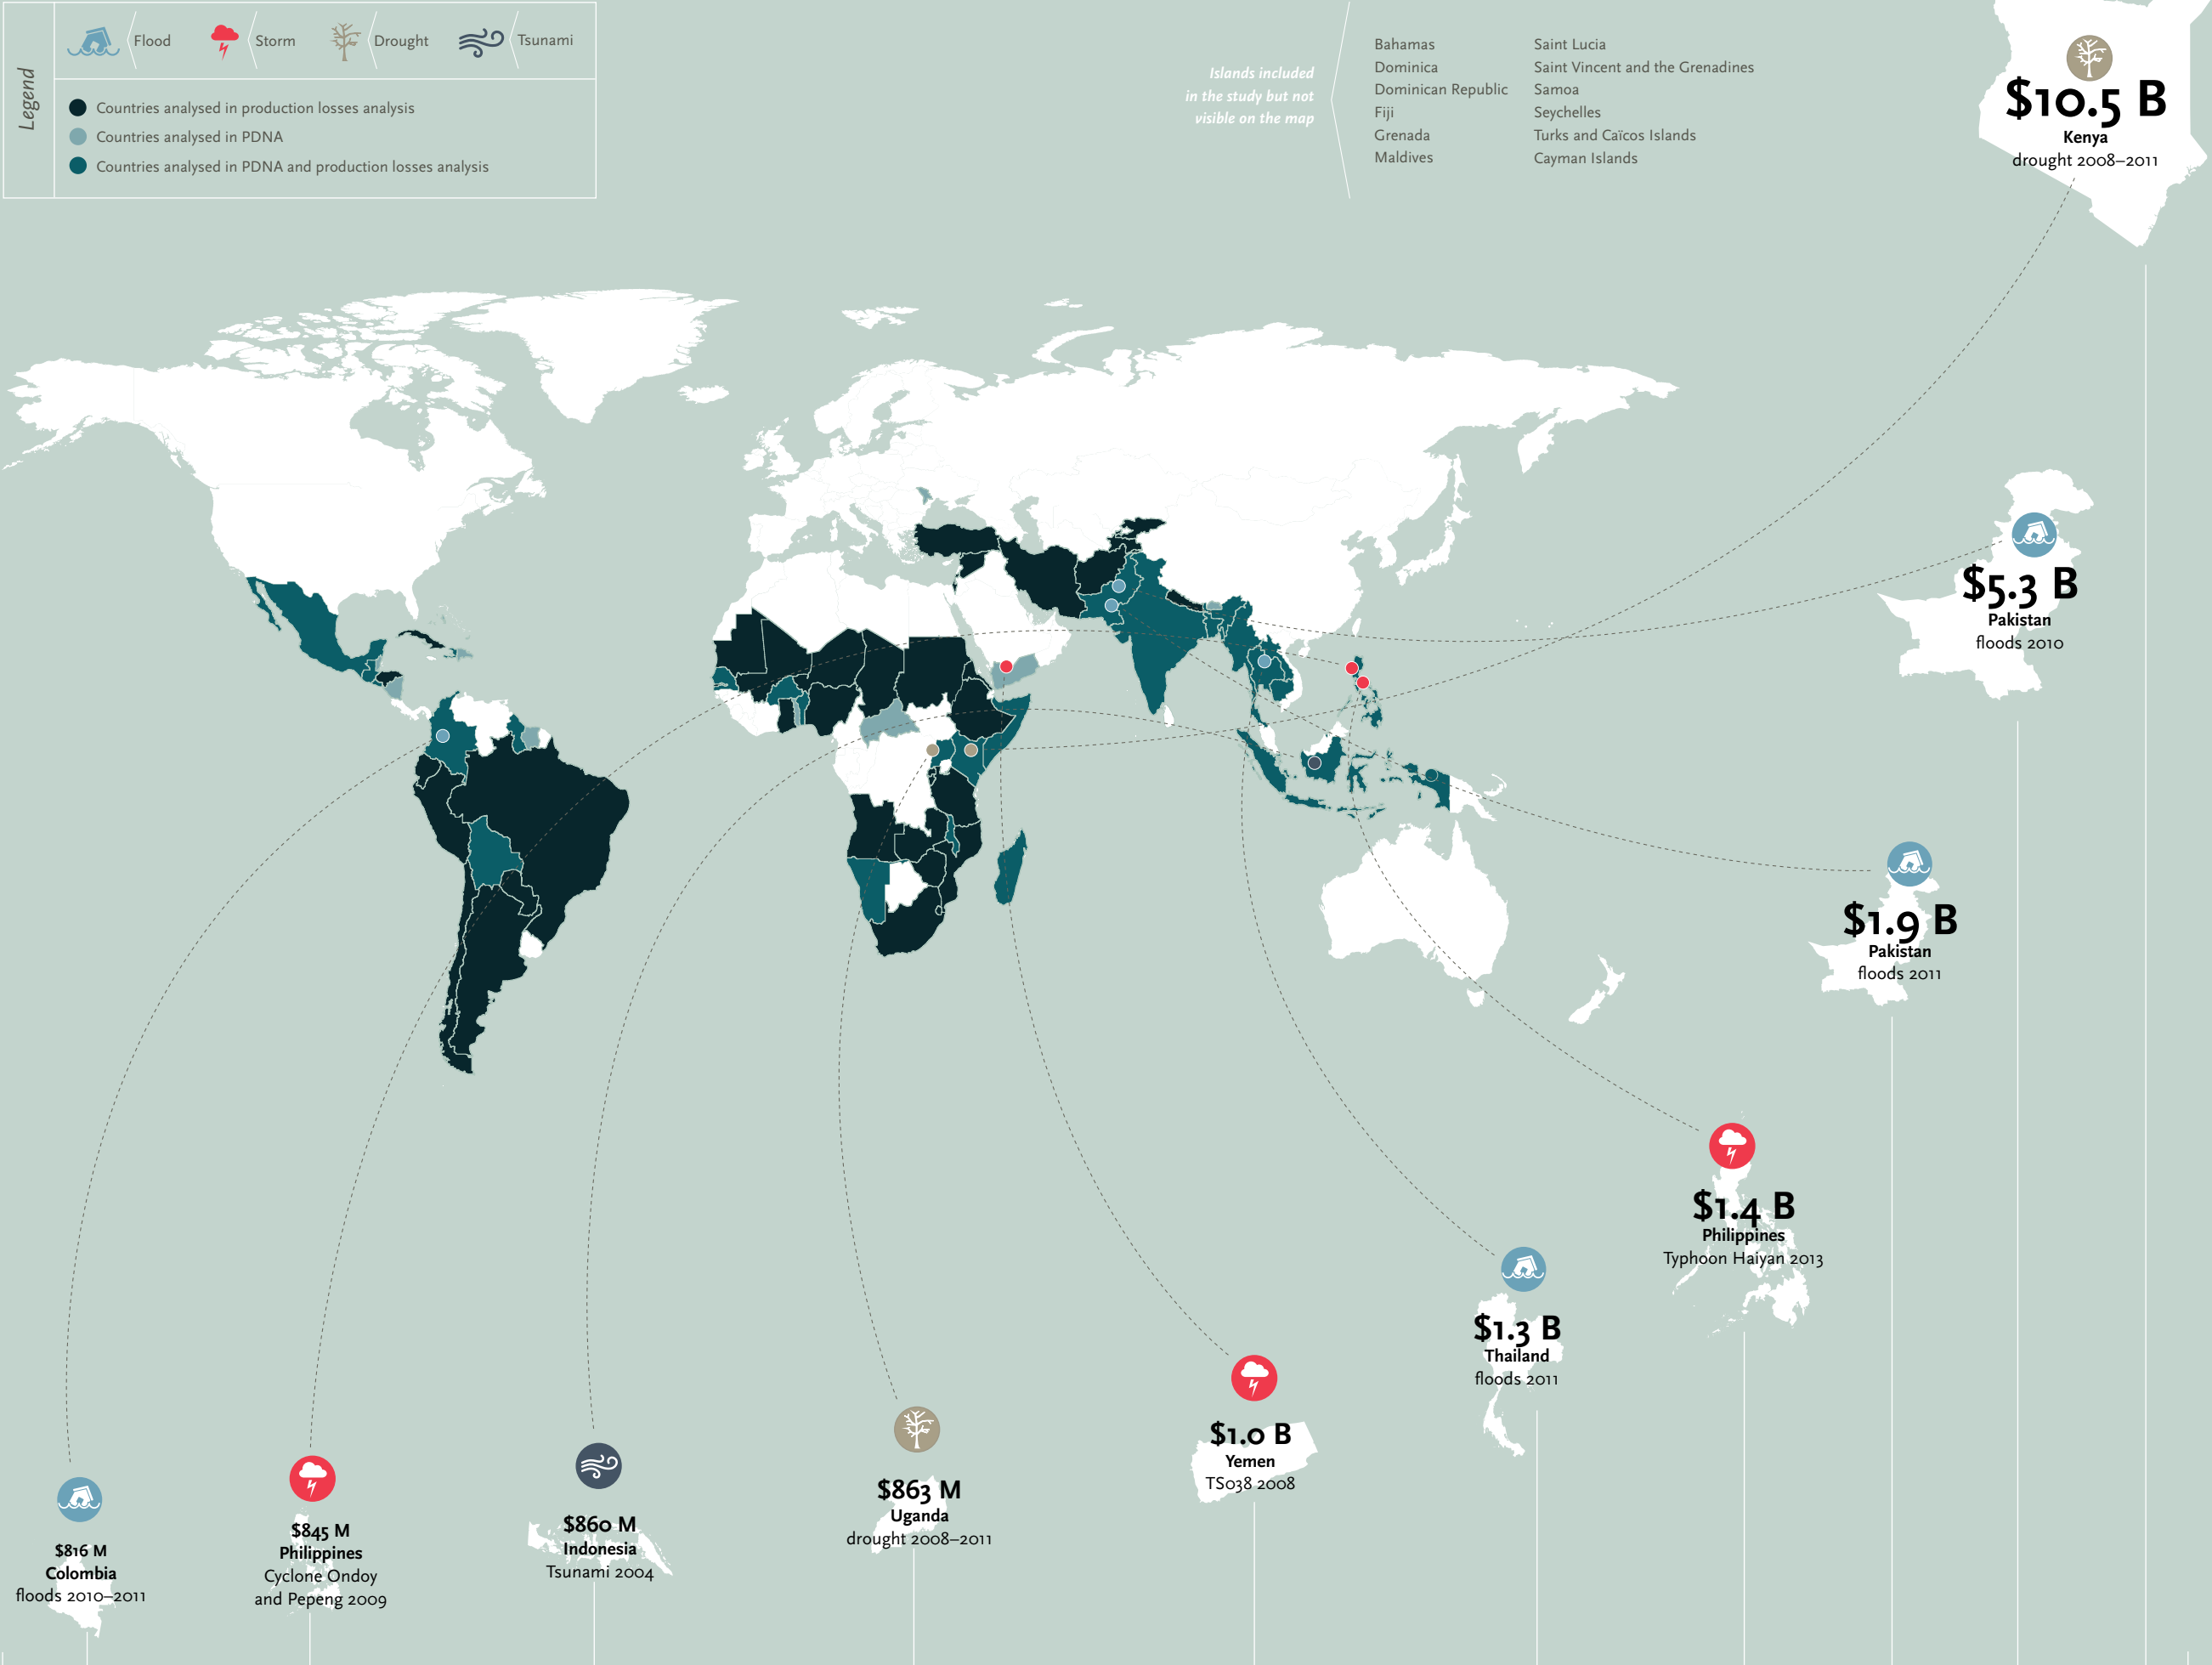 Legend
Flood
Storm
Drought
Tsunami
Countries analysed in production losses analysis
Countries analysed in PDNA
Countries analysed in PDNA and production losses analysis
Islands included
in the study but not
visible on the map
Bahamas
Dominica
Dominican Republic
Fiji
Grenada
Maldives
Saint Lucia
Saint Vincent and the Grenadines
Samoa
Seychelles
Turks and Caïcos Islands
Cayman Islands
$10.5 B
Kenya
drought 2008–2011
$5.3 B
Pakistan
floods 2010
$1.9 B
Pakistan
floods 2011
$1.4 B
Philippines
Typhoon Haiyan 2013
$1.3 B
Thailand
floods 2011
$1.0 B
Yemen
TS038 2008
$863 M
Uganda
drought 2008–2011
$860 M
Indonesia
Tsunami 2004
$845 M
Philippines
Cyclone Ondoy
and Pepeng 2009
$816 M
Colombia
floods 2010–2011